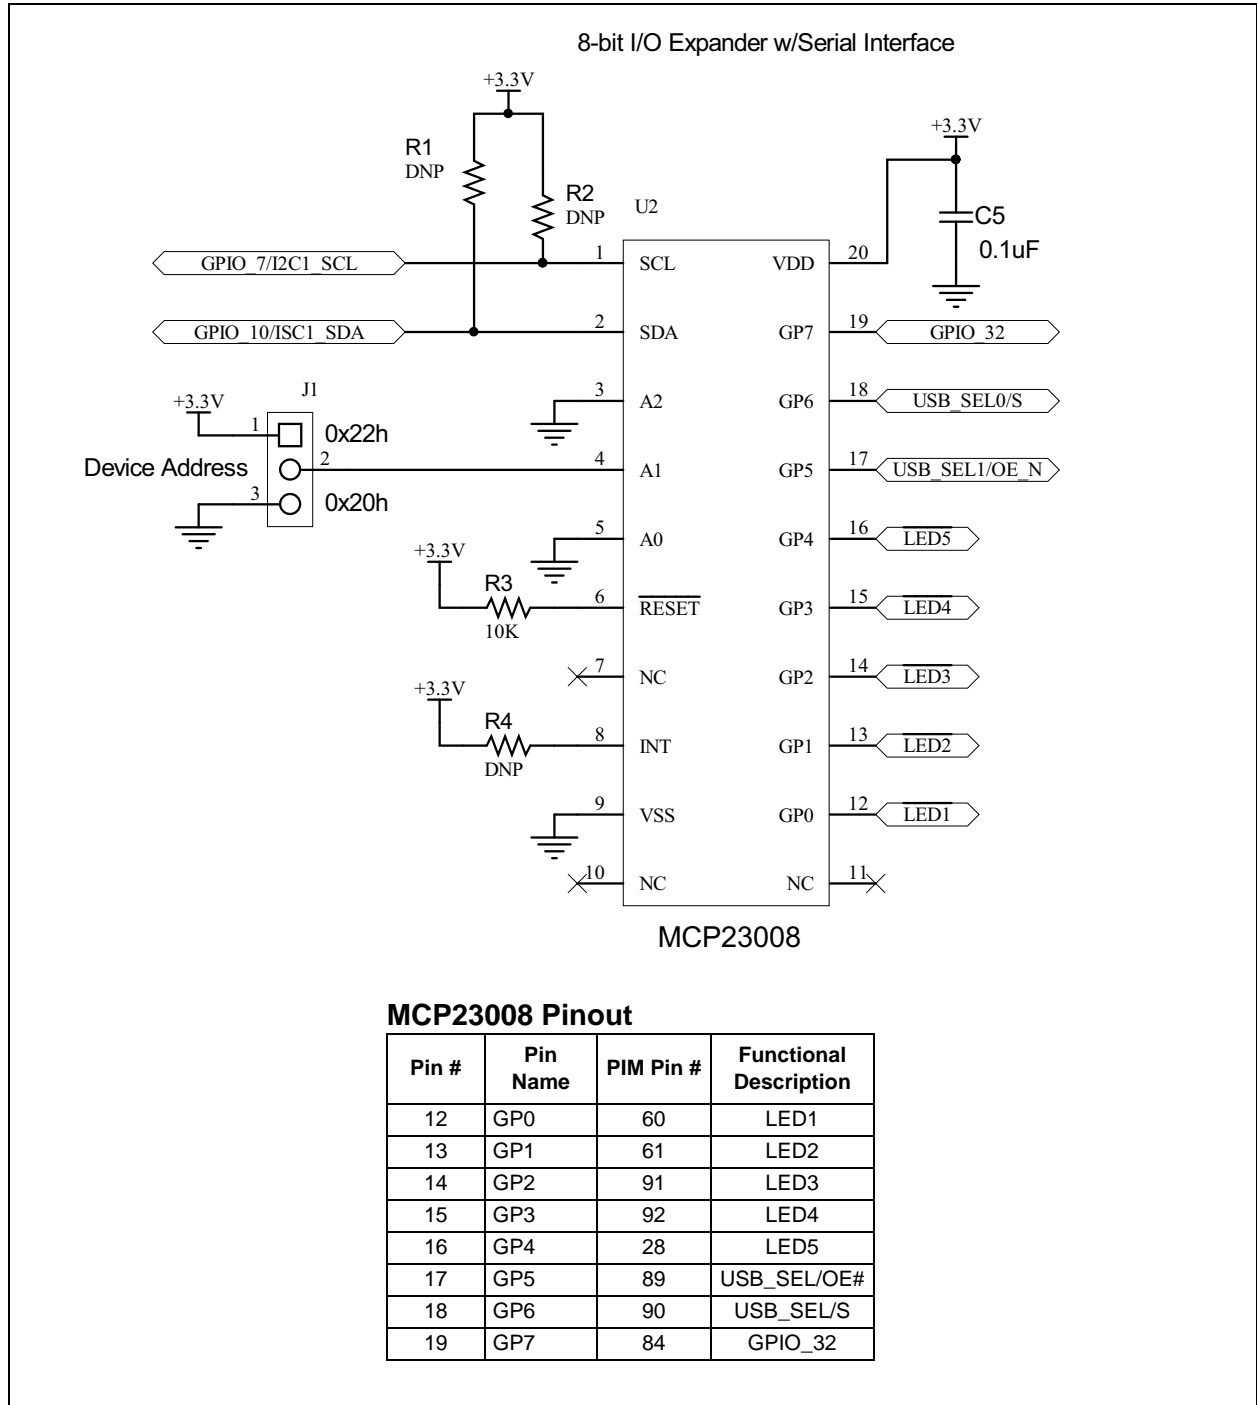 8-bit I/O Expander w/Serial Interface
+3.3V
R1
DNP
R2
DNP
U2
+3.3V
C5
0.1uF
GPIO_7/I2C1_SCL
1
SCL
VDD
20
GPIO_10/ISC1_SDA
2
SDA
GP7
19
GPIO_32
J1
+3.3V
1
0x22h
3
A2
GP6
18
USB_SEL0/S
Device Address
2
4
A1
GP5
17
USB_SEL1/OE_N
3
0x20h
5
A0
GP4
16
LED5
+3.3V
R3
10K
6
RESET
GP3
15
LED4
7
NC
GP2
14
LED3
+3.3V
R4
DNP
8
INT
GP1
13
LED2
9
VSS
GP0
12
LED1
10
NC
NC
11
MCP23008
MCP23008 Pinout
Pin # Pin Name PIM Pin # Functional Description
12 GP0 60 LED1
13 GP1 61 LED2
14 GP2 91 LED3
15 GP3 92 LED4
16 GP4 28 LED5
17 GP5 89 USB_SEL/OE#
18 GP6 90 USB_SEL/S
19 GP7 84 GPIO_32